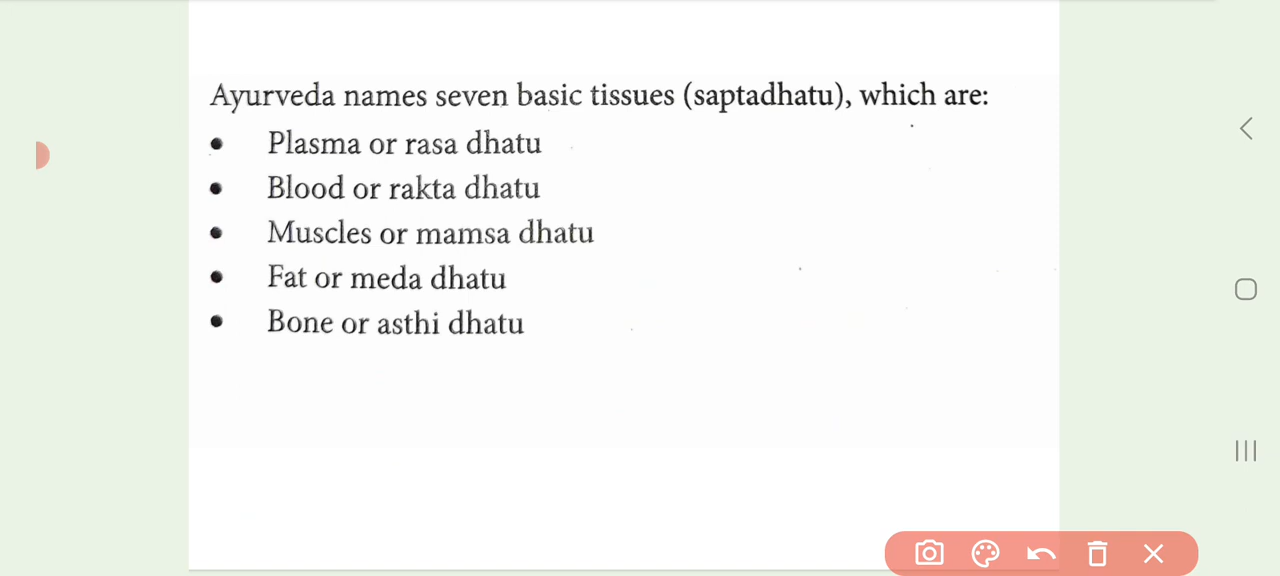 Ayurveda names seven basic tissues (saptadhatu), which are:
• Plasma or rasa dhatu
• Blood or rakta dhatu
• Muscles or mamsa dhatu
• Fat or meda dhatu
• Bone or asthi dhatu